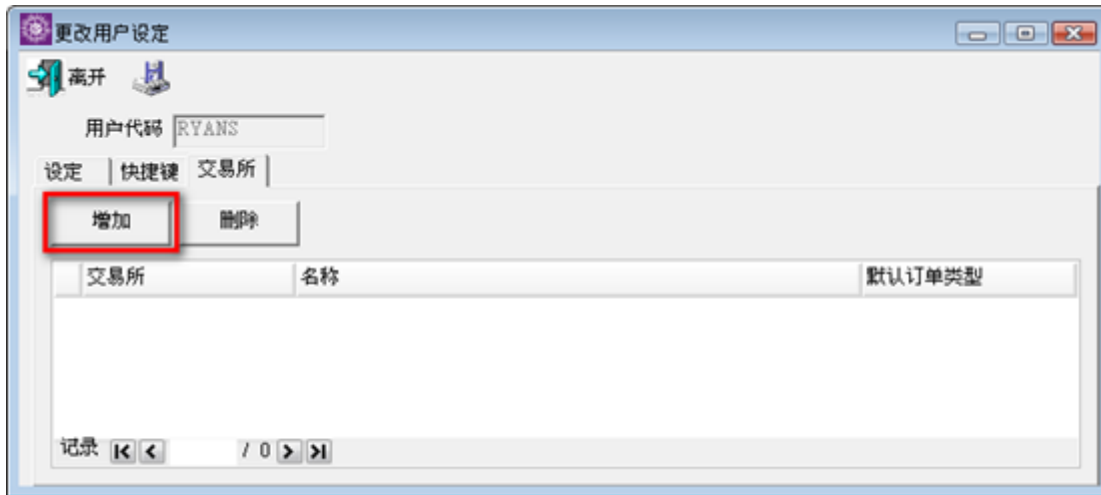 更改用户设定
离开
用户代码 RYANS
设定 快捷键 交易所
增加 删除
交易所 名称 默认订单类型
记录 / 0